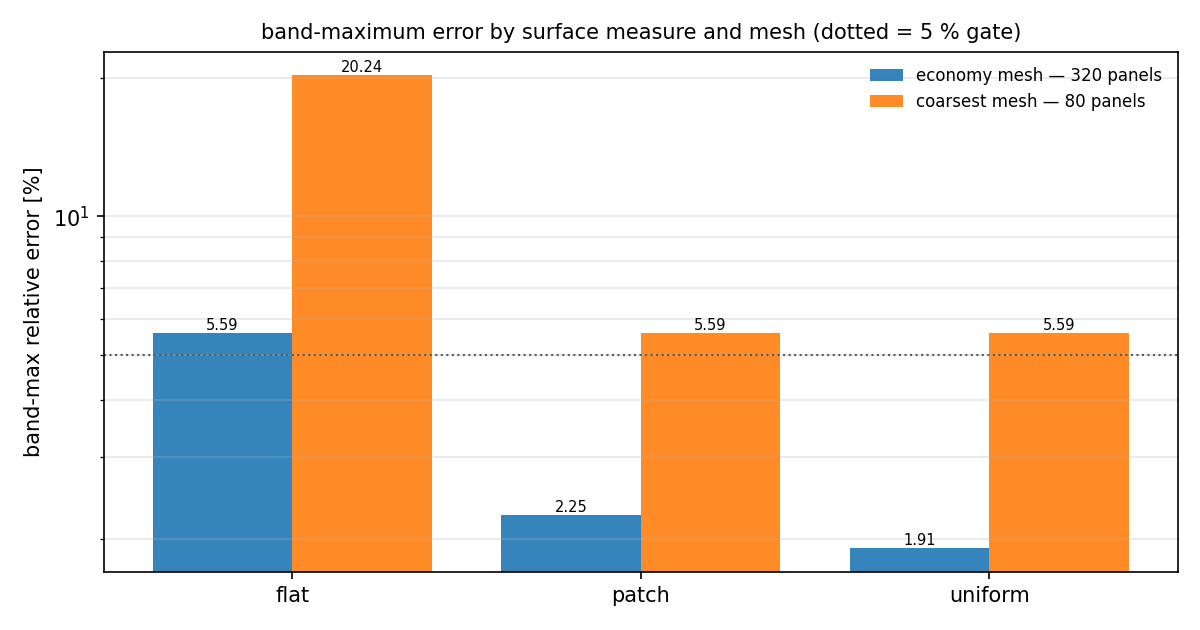 band-maximum error by surface measure and mesh (dotted = 5 % gate)
20.24
economy mesh — 320 panels
coarsest mesh — 80 panels
band-max relative error [%]
10¹
5.59
5.59
5.59
2.25
1.91
flat
patch
uniform